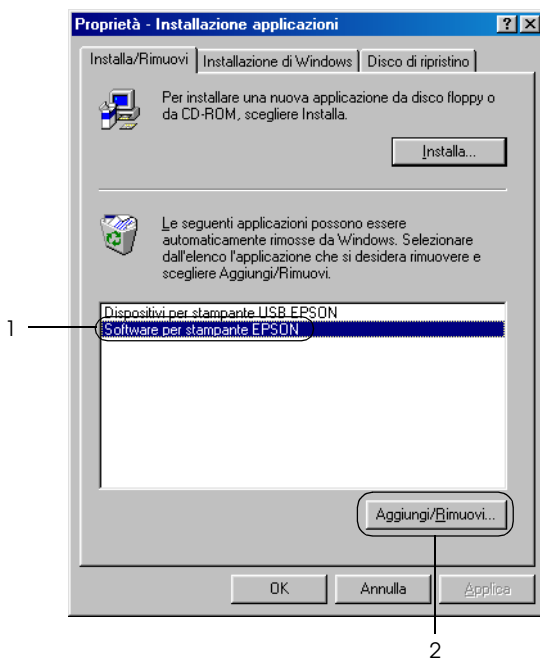 Proprietà - Installazione applicazioni
Installa/Rimuovi Installazione di Windows Disco di ripristino
Per installare una nuova applicazione da disco floppy o
da CD-ROM, scegliere Installa.
Installa...
Le seguenti applicazioni possono essere
automaticamente rimosse da Windows. Selezionare
dall'elenco l'applicazione che si desidera rimuovere e
scegliere Aggiungi/Rimuovi.
Dispositivi per stampante USB EPSON
1
Software per stampante EPSON
Aggiungi/Rimuovi...
OK Annulla Applica
2